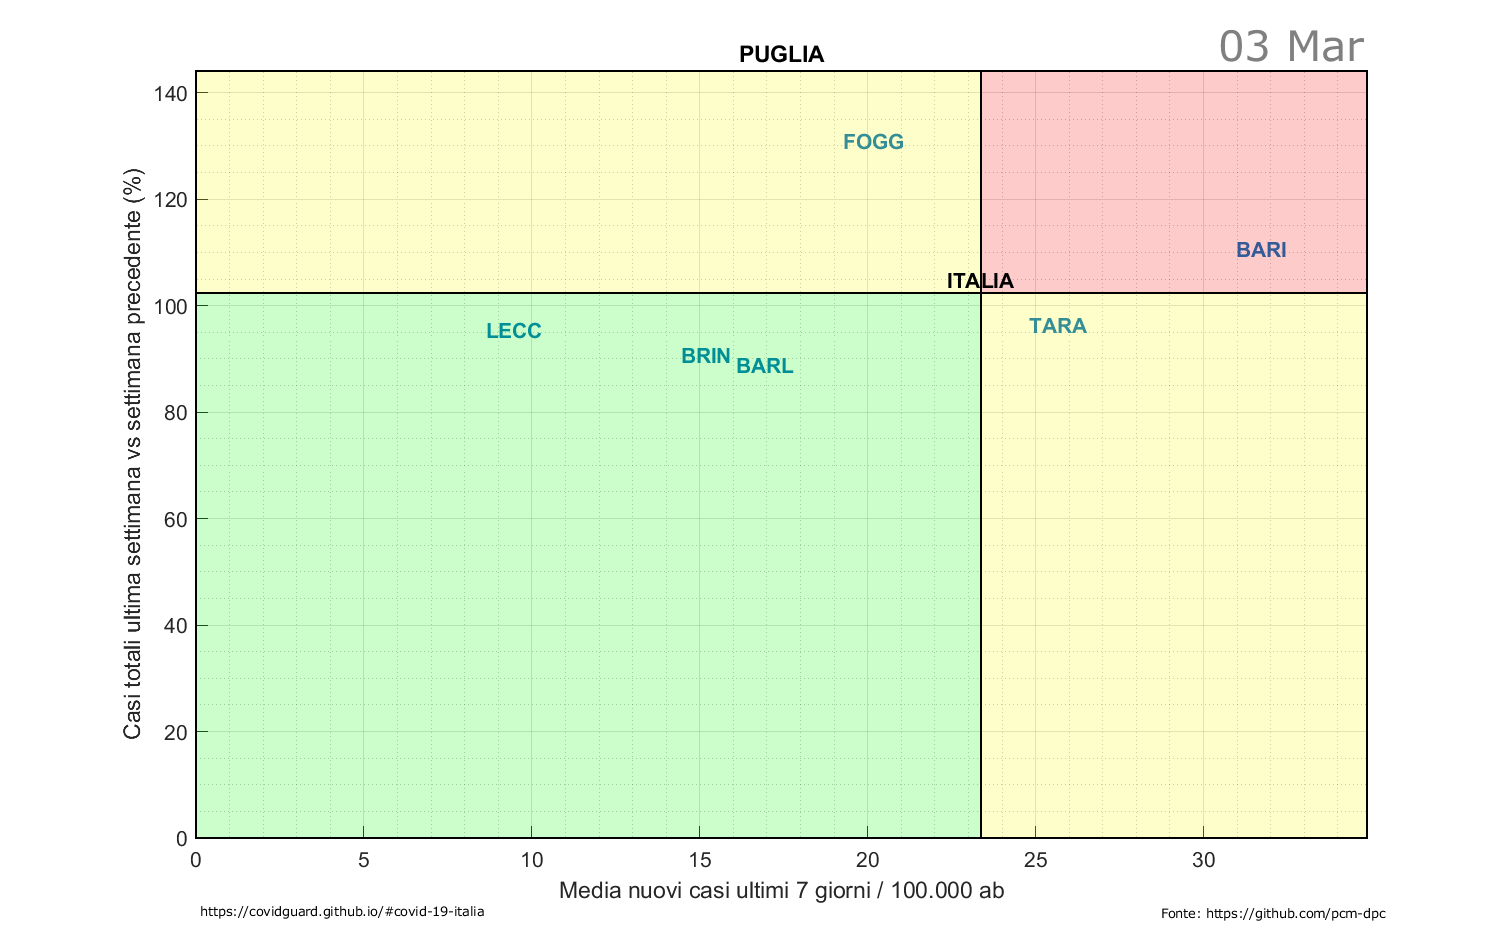 03 Mar
PUGLIA
Casi totali ultima settimana vs settimana precedente (%)
140
120
100
80
60
40
20
0
FOGG
BARI
ITALIA
LECC
TARA
BRIN
BARL
0 5 10 15 20 25 30
Media nuovi casi ultimi 7 giorni / 100.000 ab
https://covidguard.github.io/#covid-19-italia
Fonte: https://github.com/pcm-dpc